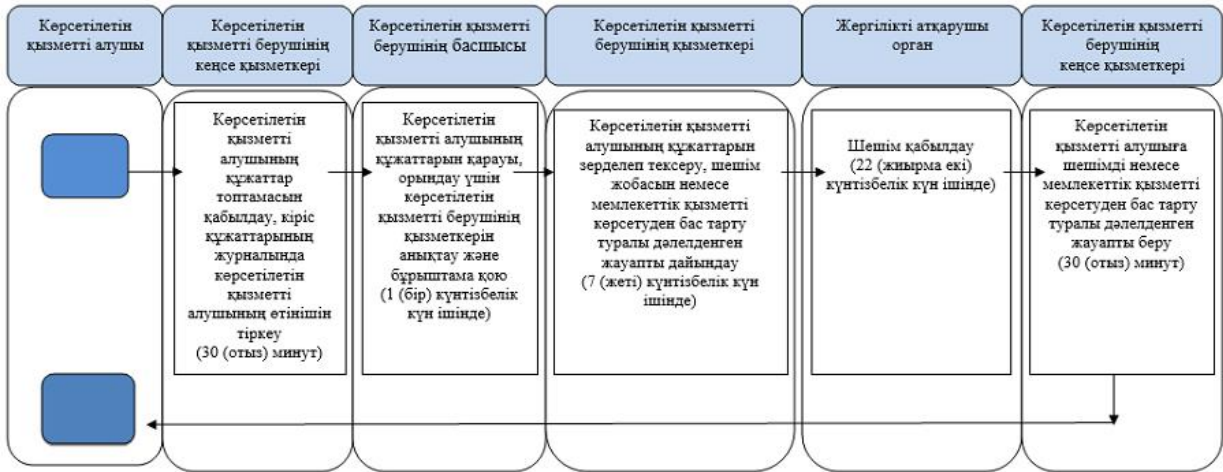 Көрсетілетін
қызметті алушы
Көрсетілетін
қызметті берушінің
кеңсе қызметкері
Көрсетілетін қызметті
берушінің басшысы
Көрсетілетін қызметті
берушінің қызметкері
Жергілікті атқарушы
орган
Көрсетілетін қызметті
берушінің
кеңсе қызметкері
Көрсетілетін
қызметті
алушының
құжаттар
топтамасын
қабылдау, кіріс
құжаттарының
журналында
көрсетілетін
қызметті
алушының өтінішін
тіркеу
(30 (отыз) минут)
Көрсетілетін
қызметті алушының
құжаттарын қарауы,
орындау үшін
көрсетілетін
қызметті берушінің
қызметкерін
анықтау және
бұрыштама қою
(1 (бір) күнтізбелік
күн ішінде)
Көрсетілетін қызметті
алушының құжаттарын
зерделеп тексеру, шешім
жобасын немесе
мемлекеттік қызметті
көрсетуден бас тарту
туралы дәлелденген
жауапты дайындау
(7 (жеті) күнтізбелік күн
ішінде)
Шешім қабылдау
(22 (жиырма екі)
күнтізбелік күн ішінде)
Көрсетілетін
қызметті алушыға
шешімді немесе
мемлекеттік қызметті
көрсетуден бас тарту
туралы дәлелденген
жауапты беру
(30 (отыз) минут)